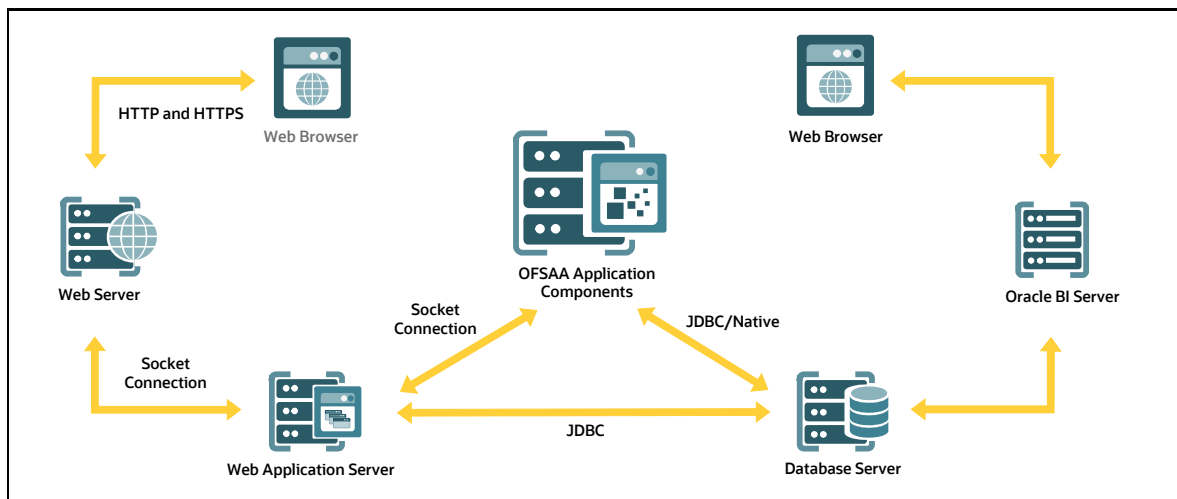 HTTP and HTTPS
Web Browser
Web Browser
Web Server
OFSAA Application
Components
Oracle BI Server
Socket
Connection
JDBC/Native
Socket
Connection
JDBC
Web Application Server
Database Server